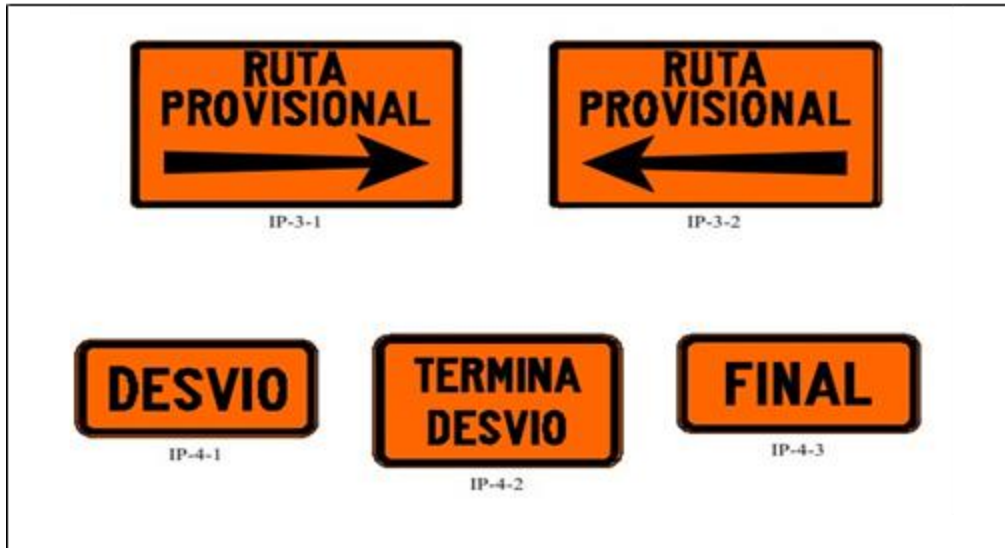 RUTA
PROVISIONAL
IP-3-1
RUTA
PROVISIONAL
IP-3-2
DESVIO
IP-4-1
TERMINA
DESVIO
IP-4-2
FINAL
IP-4-3